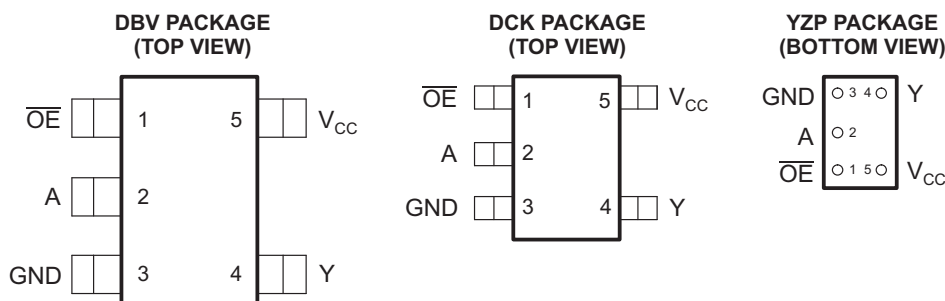 DBV PACKAGE
(TOP VIEW)
OE
1
5
VCC
A
2
GND
3
4
Y
DCK PACKAGE
(TOP VIEW)
OE
1
5
VCC
A
2
GND
3
4
Y
YZP PACKAGE
(BOTTOM VIEW)
GND
3 4
Y
A
2
OE
1 5
VCC